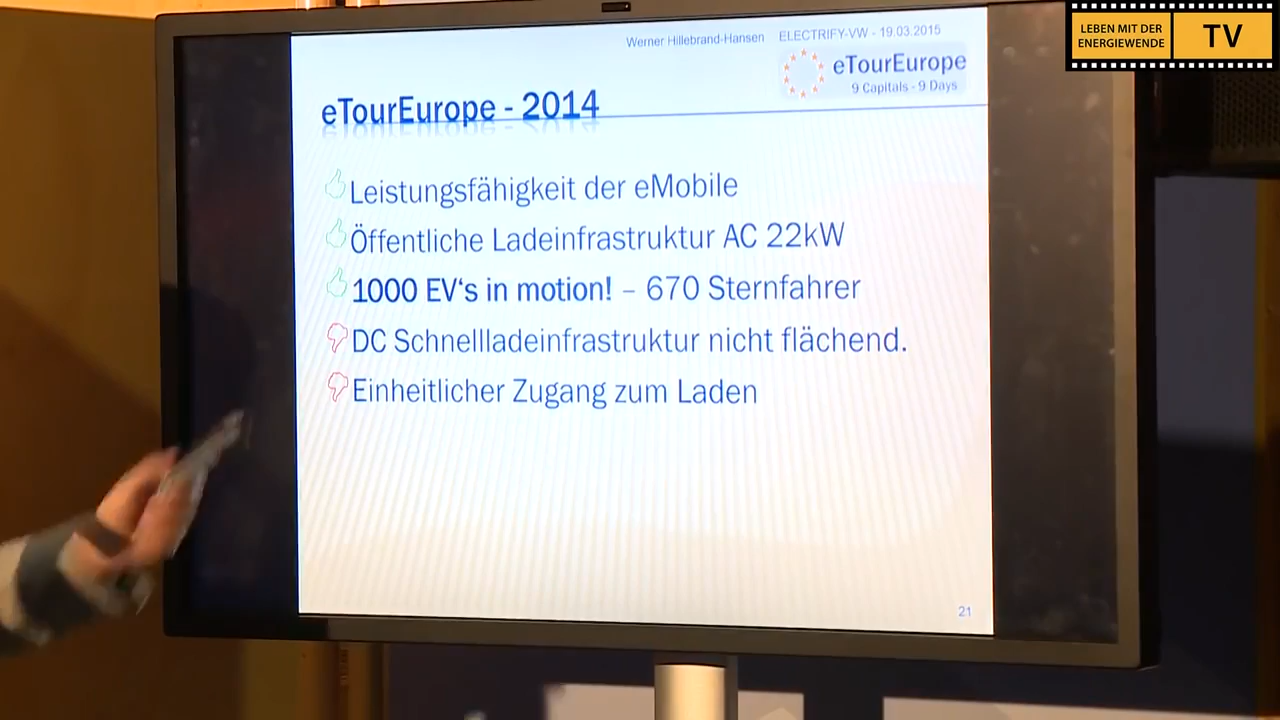 LEBEN MIT DER
ENERGIEWENDE
TV
Werner Hillebrand-Hansen ELECTRIFY-VW - 19.03.2015
eTourEurope
9 Capitals - 9 Days
eTourEurope - 2014
Leistungsfähigkeit der eMobile
Öffentliche Ladeinfrastruktur AC 22kW
1000 EV‘s in motion! – 670 Sternfahrer
DC Schnellladeinfrastruktur nicht flächend.
Einheitlicher Zugang zum Laden
21